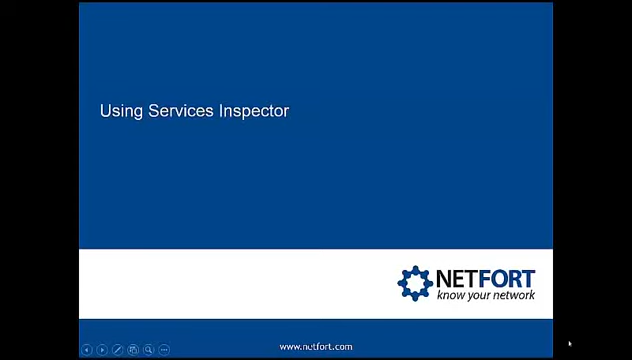 Using Services Inspector
NETFORT
know your network
www.netfort.com